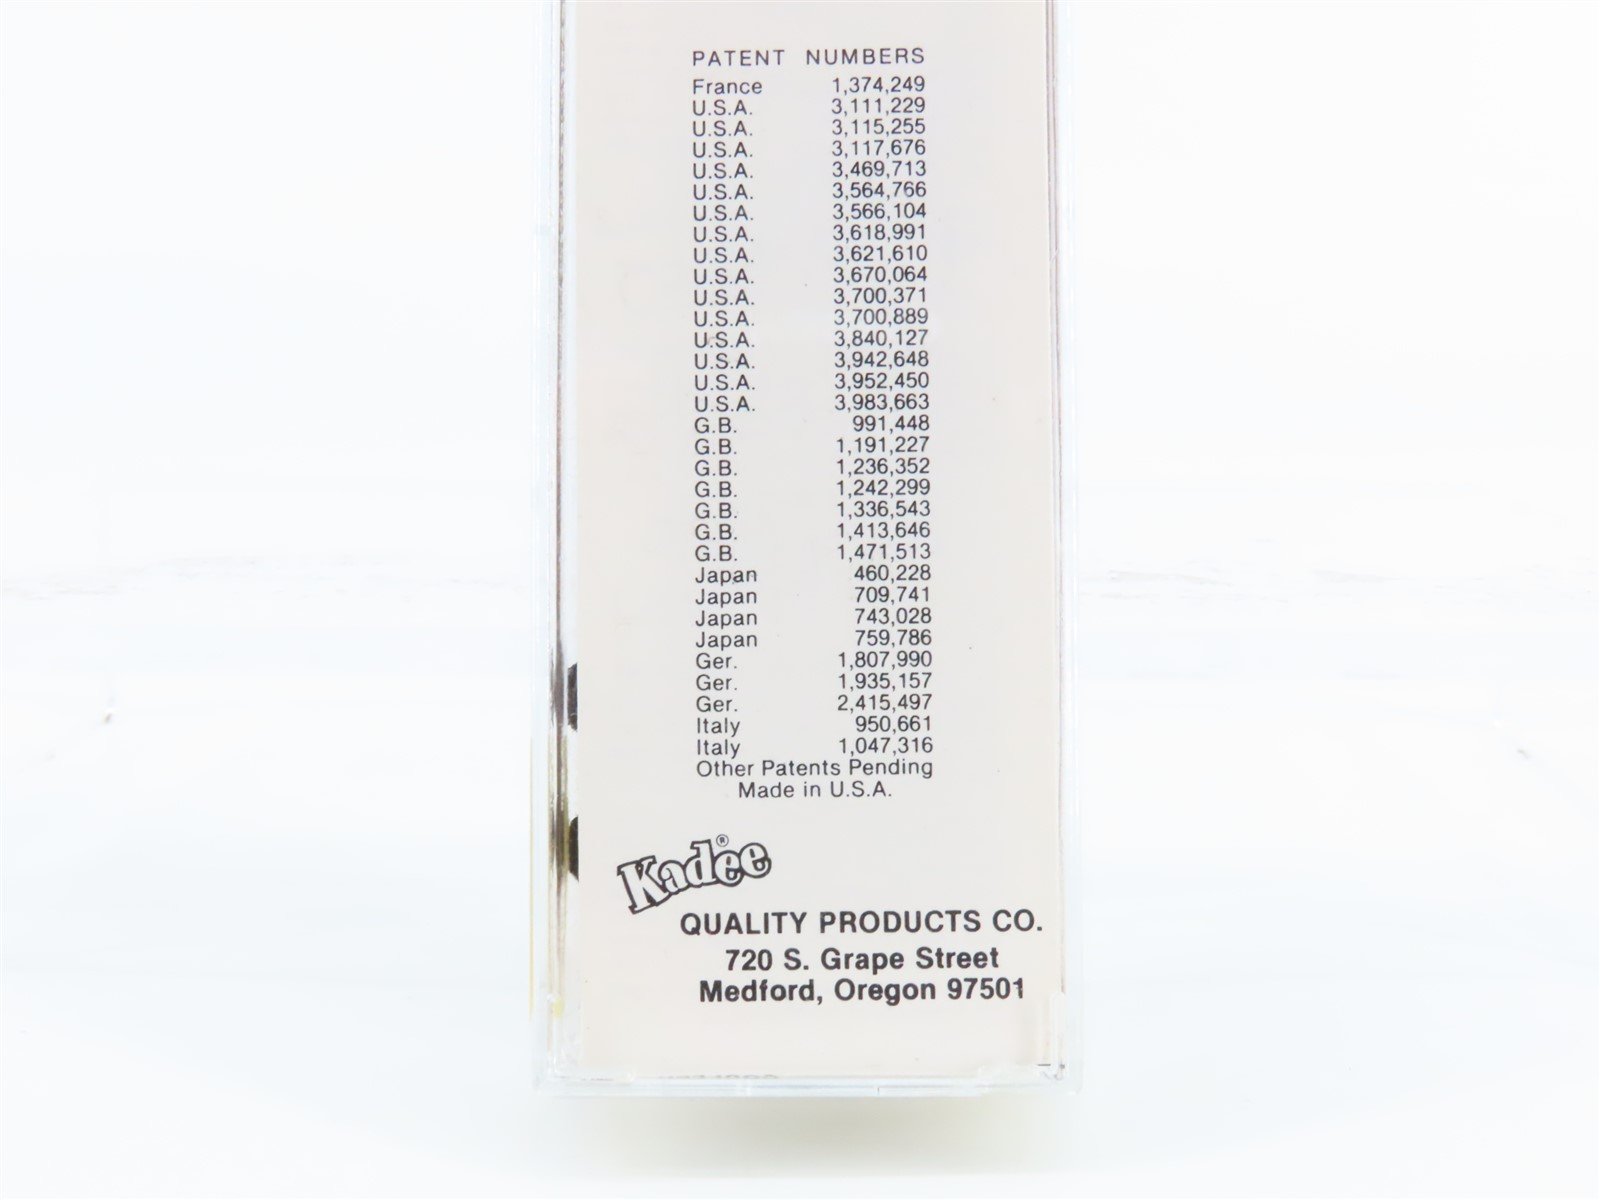 PATENT NUMBERS
France 1,374,249
U.S.A. 3,111,229
U.S.A. 3,115,255
U.S.A. 3,117,676
U.S.A. 3,469,713
U.S.A. 3,564,766
U.S.A. 3,566,104
U.S.A. 3,618,991
U.S.A. 3,621,610
U.S.A. 3,670,064
U.S.A. 3,700,371
U.S.A. 3,700,889
U.S.A. 3,840,127
U.S.A. 3,942,648
U.S.A. 3,952,450
U.S.A. 3,983,663
G.B. 991,448
G.B. 1,191,227
G.B. 1,236,352
G.B. 1,242,299
G.B. 1,336,543
G.B. 1,413,646
G.B. 1,471,513
Japan 460,228
Japan 709,741
Japan 743,028
Japan 759,786
Ger. 1,807,990
Ger. 1,935,157
Ger. 2,415,497
Italy 950,661
Italy 1,047,316
Other Patents Pending
Made in U.S.A.
Kadee®
QUALITY PRODUCTS CO.
720 S. Grape Street
Medford, Oregon 97501